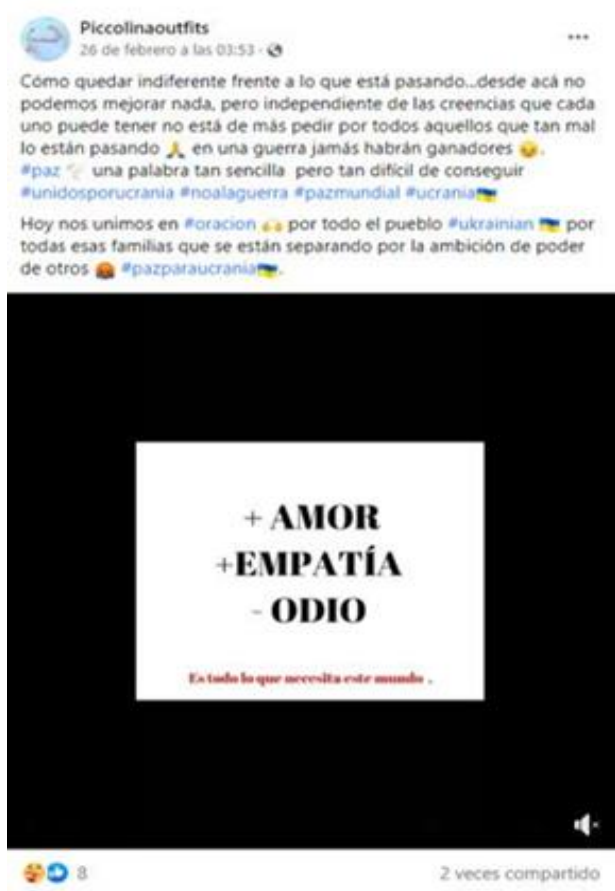 Piccolinaoutfits
26 de febrero a las 03:53 ·
Cómo quedar indiferente frente a lo que está pasando...desde acá no
podemos mejorar nada, pero independiente de las creencias que cada
uno puede tener no está de más pedir por todos aquellos que tan mal
lo están pasando 🙏 en una guerra jamás habrán ganadores 😞.
#paz 🕊 una palabra tan sencilla pero tan difícil de conseguir
#unidosporucrania #noalaguerra #pazmundial #ucrania🇺🇦
Hoy nos unimos en #oracion 🙌 por todo el pueblo #ukrainian 🇺🇦 por
todas esas familias que se están separando por la ambición de poder
de otros 🤬 #pazparaucrania🇺🇦.
+ AMOR
+EMPATÍA
- ODIO
Es todo lo que necesita este mundo .
8
2 veces compartido